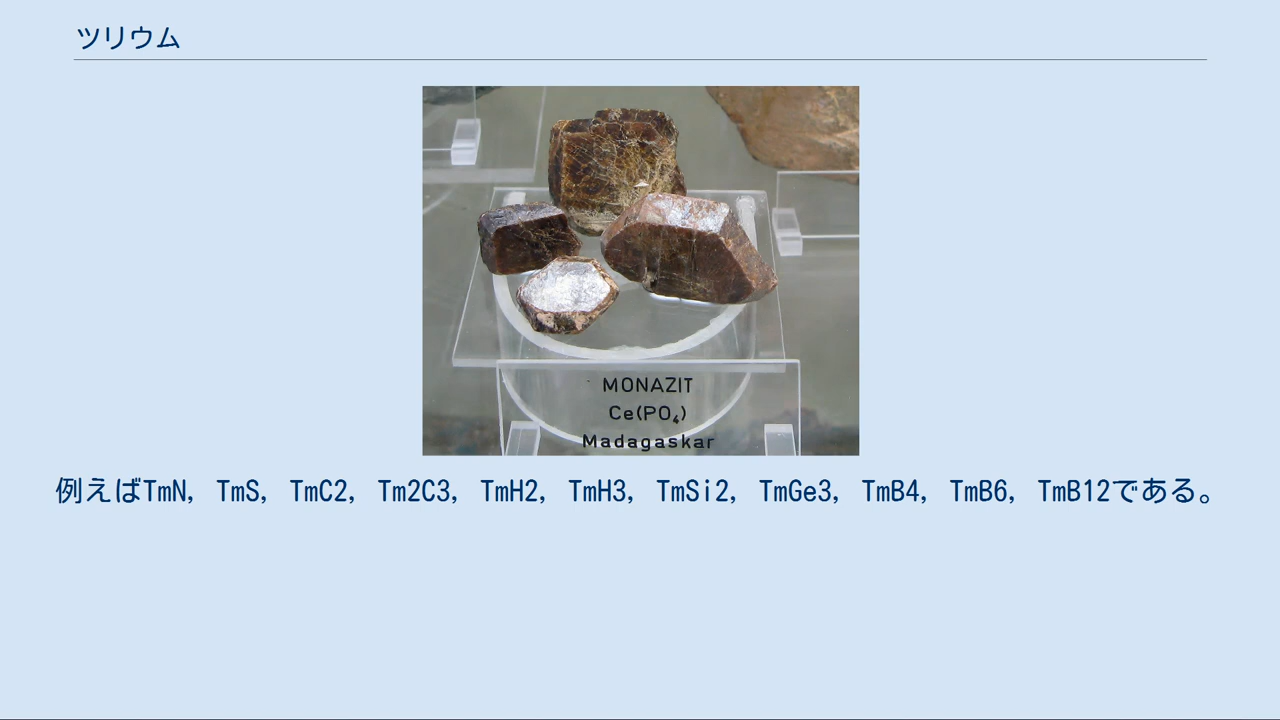 ツリウム
MONAZIT
Ce(PO₄)
Madagaskar
例えばTmN, TmS, TmC2, Tm2C3, TmH2, TmH3, TmSi2, TmGe3, TmB4, TmB6, TmB12である。